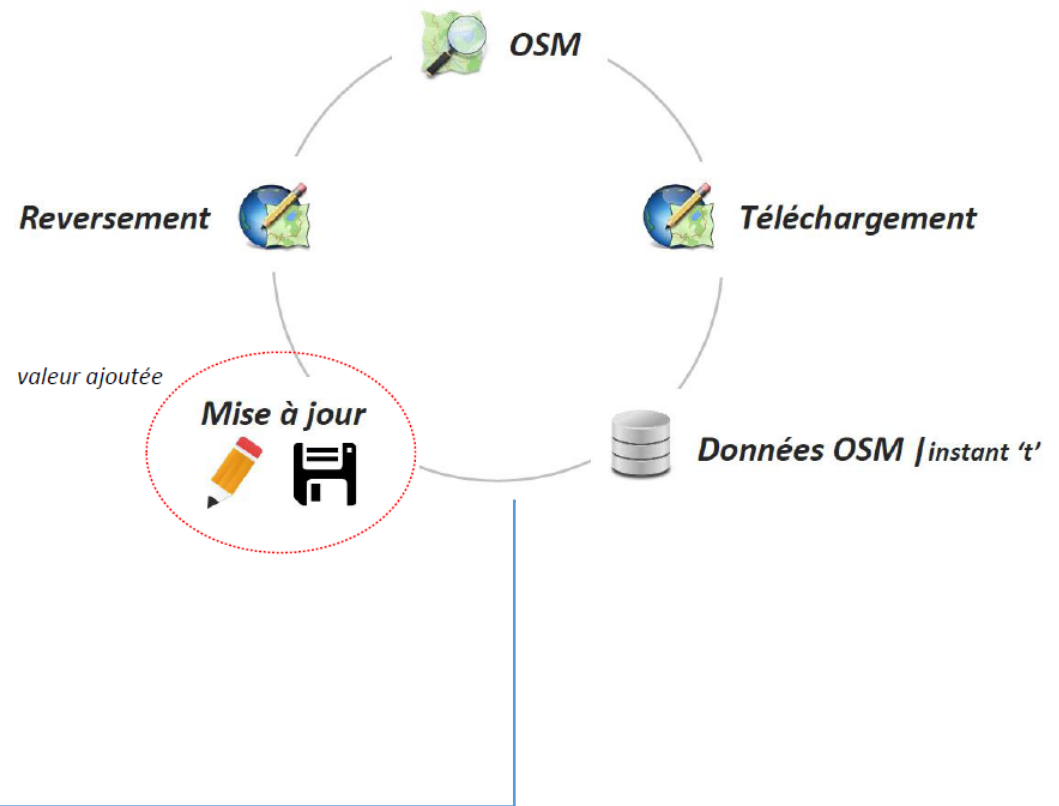 OSM
Reversement
Téléchargement
valeur ajoutée
Mise à jour
Données OSM |instant ‘t’